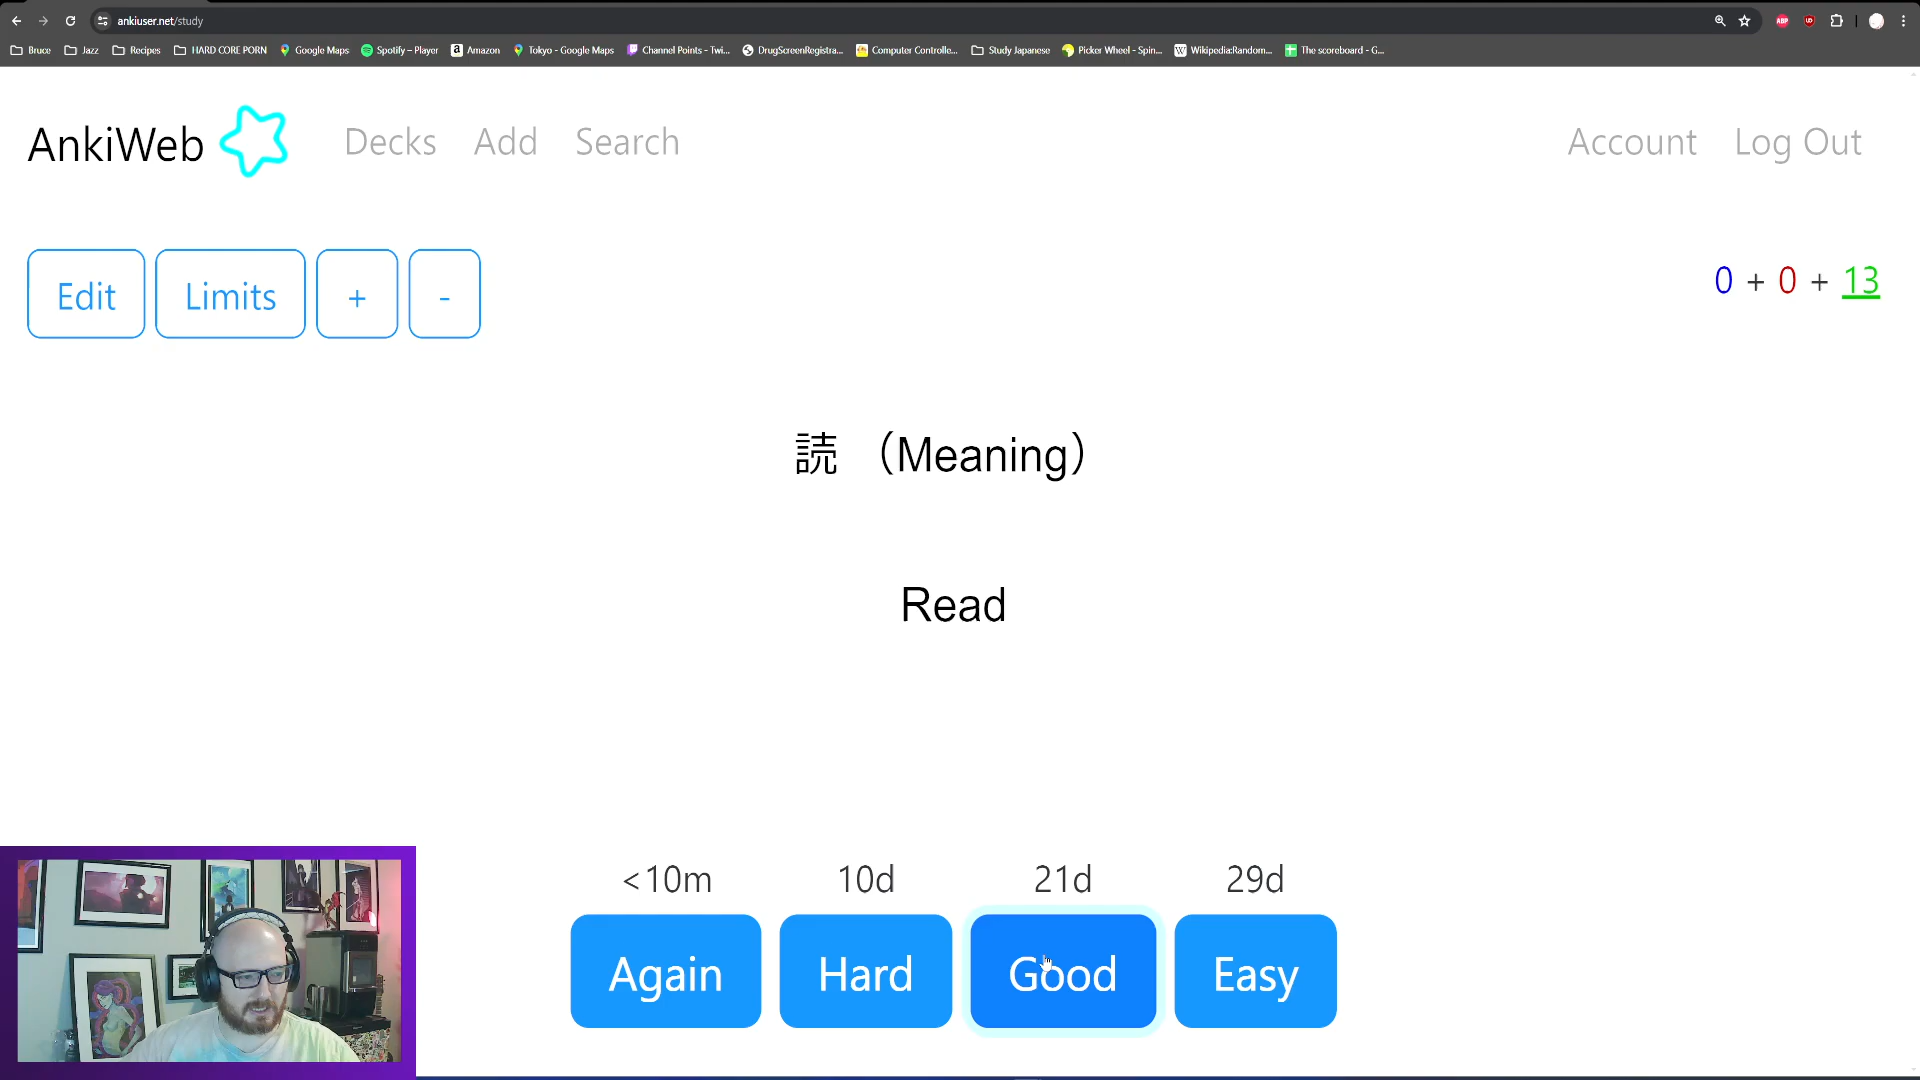 ankiuser.net/study
Bruce Jazz Recipes HARD CORE PORN Google Maps Spotify – Player Amazon Tokyo - Google Maps Channel Points - Twi... DrugScreenRegistra... Computer Controlle... Study Japanese Picker Wheel - Spin... Wikipedia:Random... The scoreboard - G...
AnkiWeb Decks Add Search Account Log Out
Edit Limits + - 0 + 0 + 13
読 （Meaning）
Read
<10m 10d 21d 29d
Again Hard Good Easy